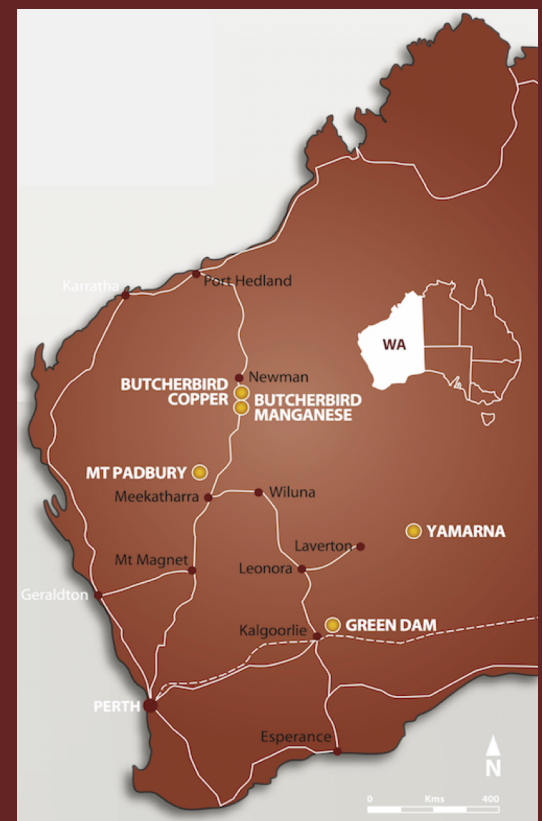 Karratha
Port Hedland
WA
Newman
BUTCHERBIRD
COPPER
BUTCHERBIRD
MANGANESE
MT PADBURY
Meekatharra
Wiluna
YAMARNA
Laverton
Mt Magnet
Leonora
Geraldton
GREEN DAM
Kalgoorlie
PERTH
Esperance
N
0 Kms 400